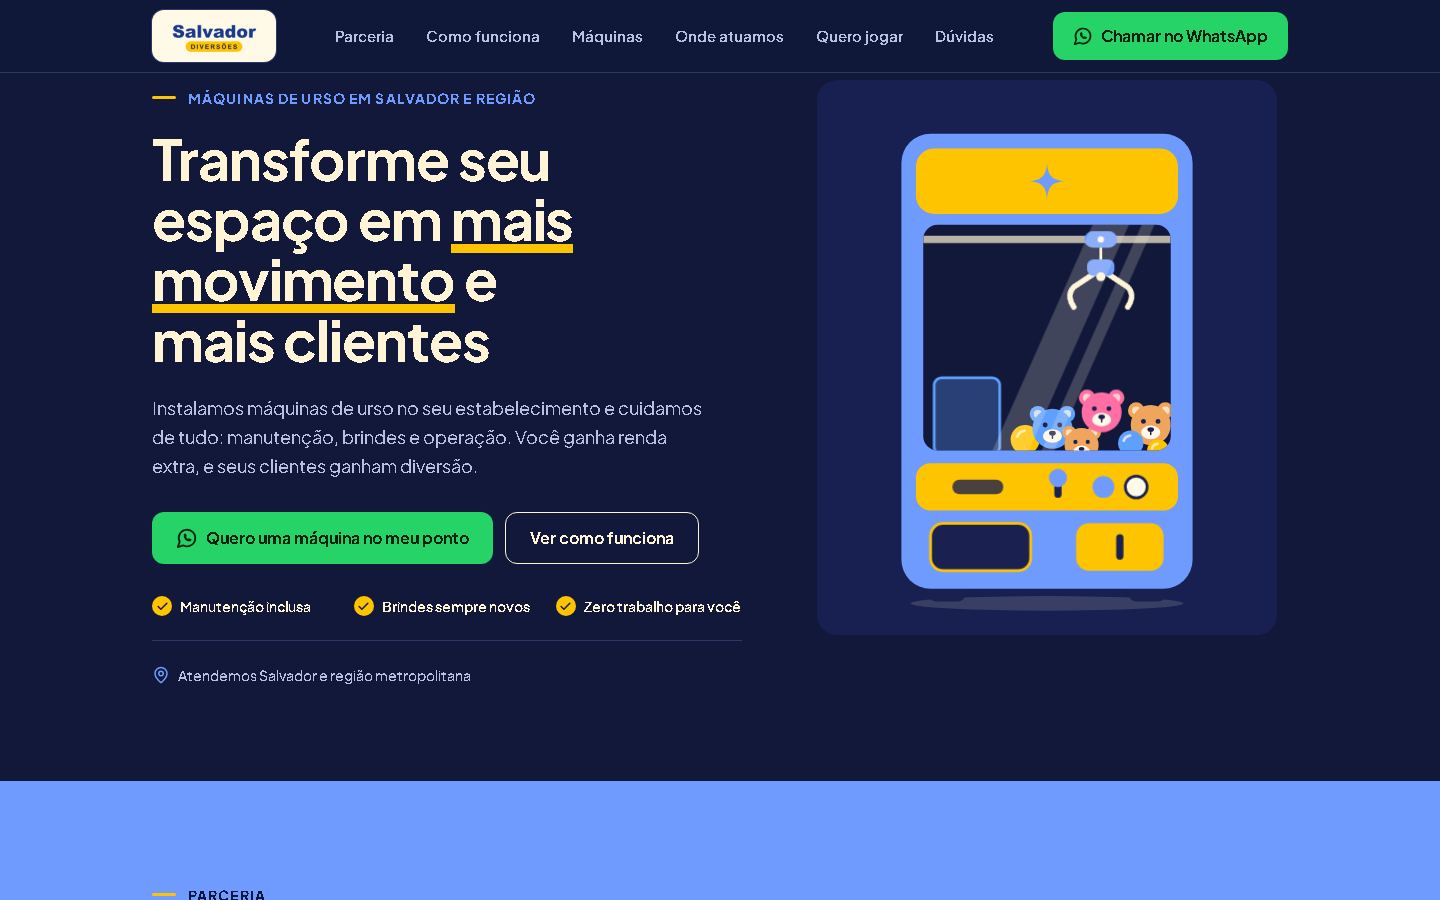 Salvador
DIVERSÕES
Parceria
Como funciona
Máquinas
Onde atuamos
Quero jogar
Dúvidas
Chamar no WhatsApp
MÁQUINAS DE URSO EM SALVADOR E REGIÃO
Transforme seu
espaço em mais
movimento e
mais clientes
Instalamos máquinas de urso no seu estabelecimento e cuidamos
de tudo: manutenção, brindes e operação. Você ganha renda
extra, e seus clientes ganham diversão.
Quero uma máquina no meu ponto
Ver como funciona
Manutenção inclusa
Brindes sempre novos
Zero trabalho para você
Atendemos Salvador e região metropolitana
PARCERIA